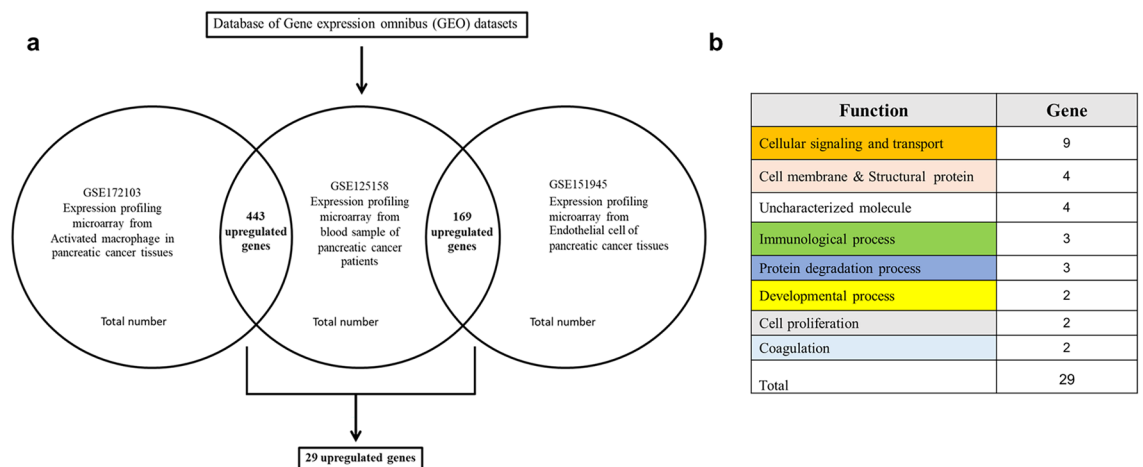 Database of Gene expression omnibus (GEO) datasets
a
GSE172103
Expression profiling
microarray from
Activated macrophage in
pancreatic cancer tissues
Total number
443
upregulated
genes
GSE125158
Expression profiling
microarray from
blood sample of
pancreatic cancer
patients
Total number
169
upregulated
genes
GSE151945
Expression profiling
microarray from
Endothelial cell of
pancreatic cancer tissues
Total number
29 upregulated genes
b
Function Gene
Cellular signaling and transport 9
Cell membrane & Structural protein 4
Uncharacterized molecule 4
Immunological process 3
Protein degradation process 3
Developmental process 2
Cell proliferation 2
Coagulation 2
Total 29